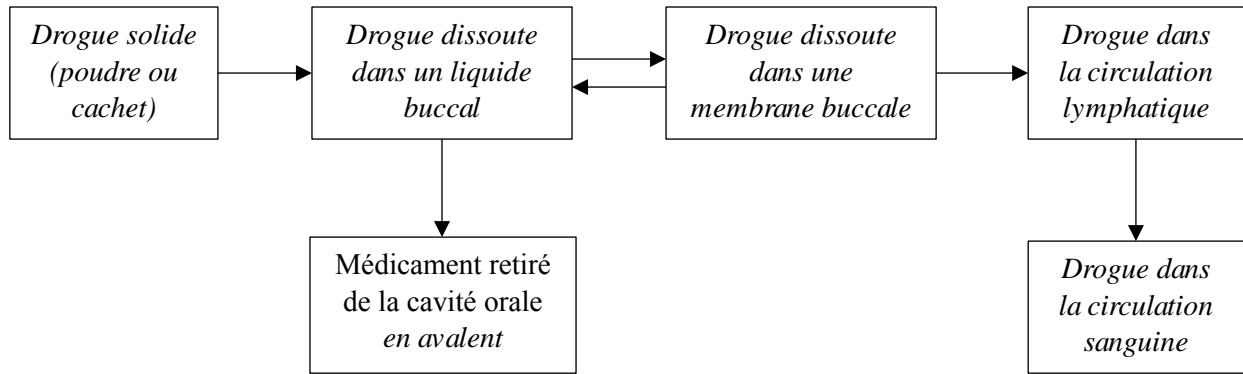 Drogue solide
(poudre ou
cachet)
Drogue dissoute
dans un liquide
buccal
Drogue dissoute
dans une
membrane buccale
Drogue dans
la circulation
lymphatique
Médicament retiré
de la cavité orale
en avalent
Drogue dans
la circulation
sanguine